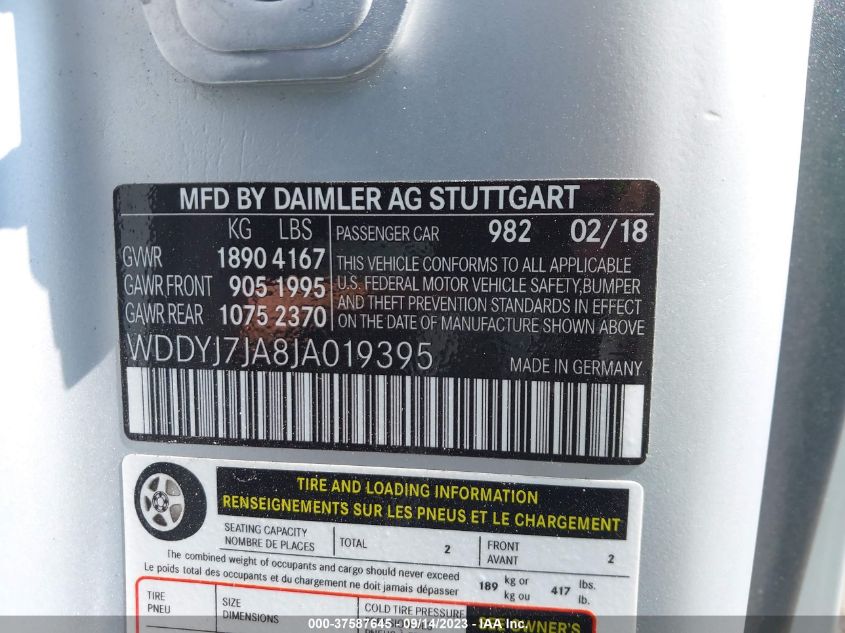 MFD BY DAIMLER AG STUTTGART
KG LBS PASSENGER CAR 982 02/18
GVWR 1890 4167
GAWR FRONT 905 1995
GAWR REAR 1075 2370
THIS VEHICLE CONFORMS TO ALL APPLICABLE
U.S. FEDERAL MOTOR VEHICLE SAFETY,BUMPER
AND THEFT PREVENTION STANDARDS IN EFFECT
ON THE DATE OF MANUFACTURE SHOWN ABOVE
WDDYJ7JA8JA019395 MADE IN GERMANY
TIRE AND LOADING INFORMATION
RENSEIGNEMENTS SUR LES PNEUS ET LE CHARGEMENT
SEATING CAPACITY
NOMBRE DE PLACES
TOTAL 2
FRONT
AVANT 2
The combined weight of occupants and cargo should never exceed
Le poids total des occupants et du chargement ne doit jamais dépasser
189 kg or
kg ou
417 lbs.
lb.
TIRE
PNEU
SIZE
DIMENSIONS
COLD TIRE PRESSURE
OWNER'S
000-37587645 - 09/14/2023 - IAA Inc.